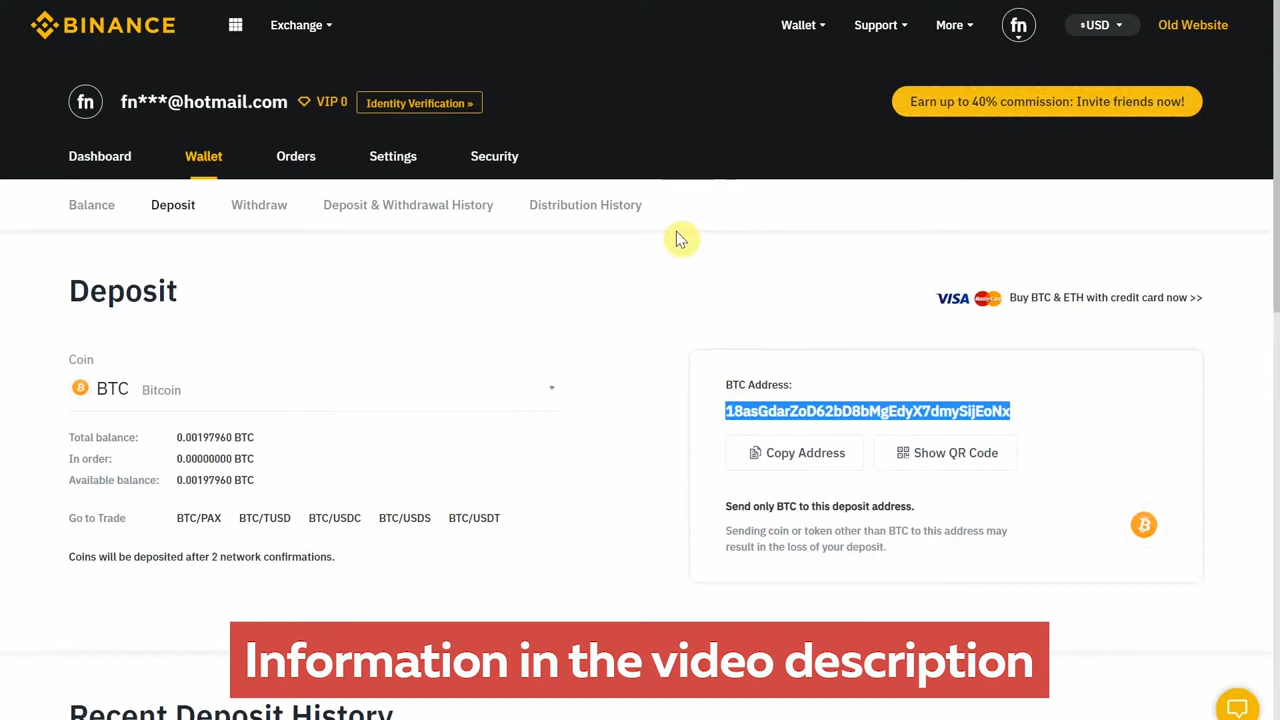 BINANCE
Exchange
Wallet
Support
More
fn
$USD
Old Website
fn
fn***@hotmail.com
VIP 0
Identity Verification »
Earn up to 40% commission: Invite friends now!
Dashboard
Wallet
Orders
Settings
Security
Balance
Deposit
Withdraw
Deposit & Withdrawal History
Distribution History
Deposit
VISA
MasterCard
Buy BTC & ETH with credit card now >>
Coin
BTC Bitcoin
Total balance: 0.00197960 BTC
In order: 0.00000000 BTC
Available balance: 0.00197960 BTC
Go to Trade BTC/PAX BTC/TUSD BTC/USDC BTC/USDS BTC/USDT
Coins will be deposited after 2 network confirmations.
BTC Address:
18asGdarZoD62bD8bMgEdyX7dmySijEoNx
Copy Address
Show QR Code
Send only BTC to this deposit address.
Sending coin or token other than BTC to this address may
result in the loss of your deposit.
Information in the video description
Recent Deposit History